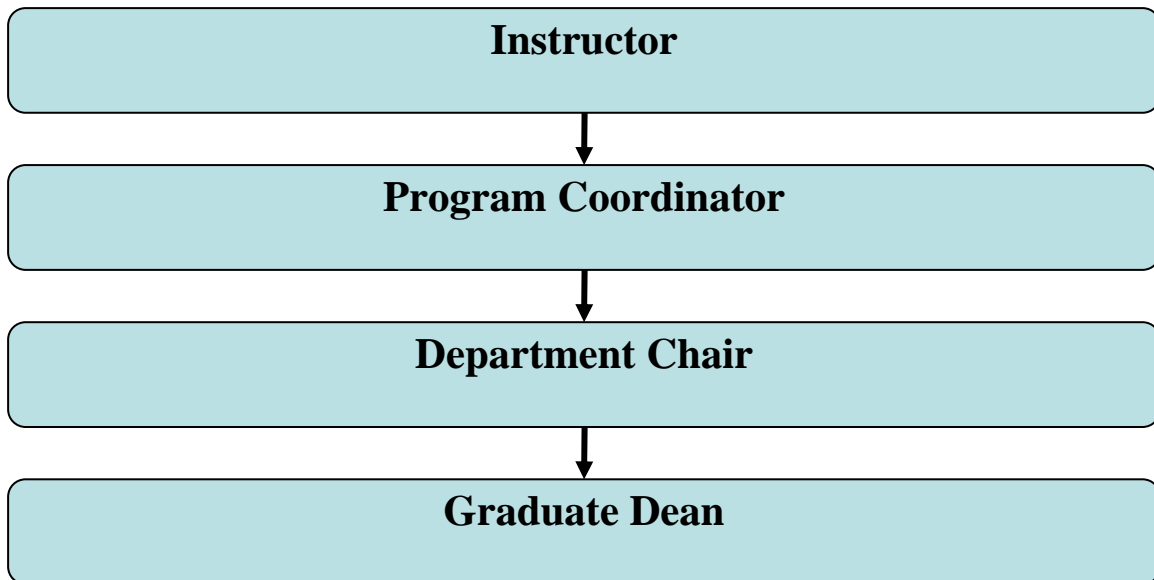 Instructor
Program Coordinator
Department Chair
Graduate Dean